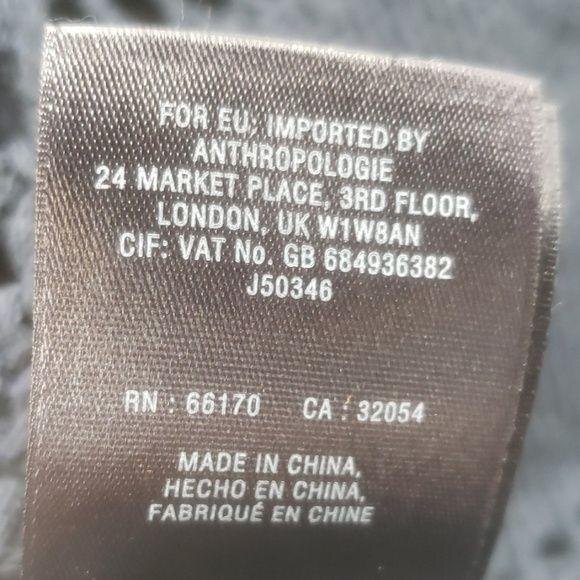 FOR EU, IMPORTED BY
ANTHROPOLOGIE
24 MARKET PLACE, 3RD FLOOR,
LONDON, UK W1W8AN
CIF: VAT No. GB 684936382
J50346
RN : 66170 CA : 32054
MADE IN CHINA,
HECHO EN CHINA,
FABRIQUÉ EN CHINE